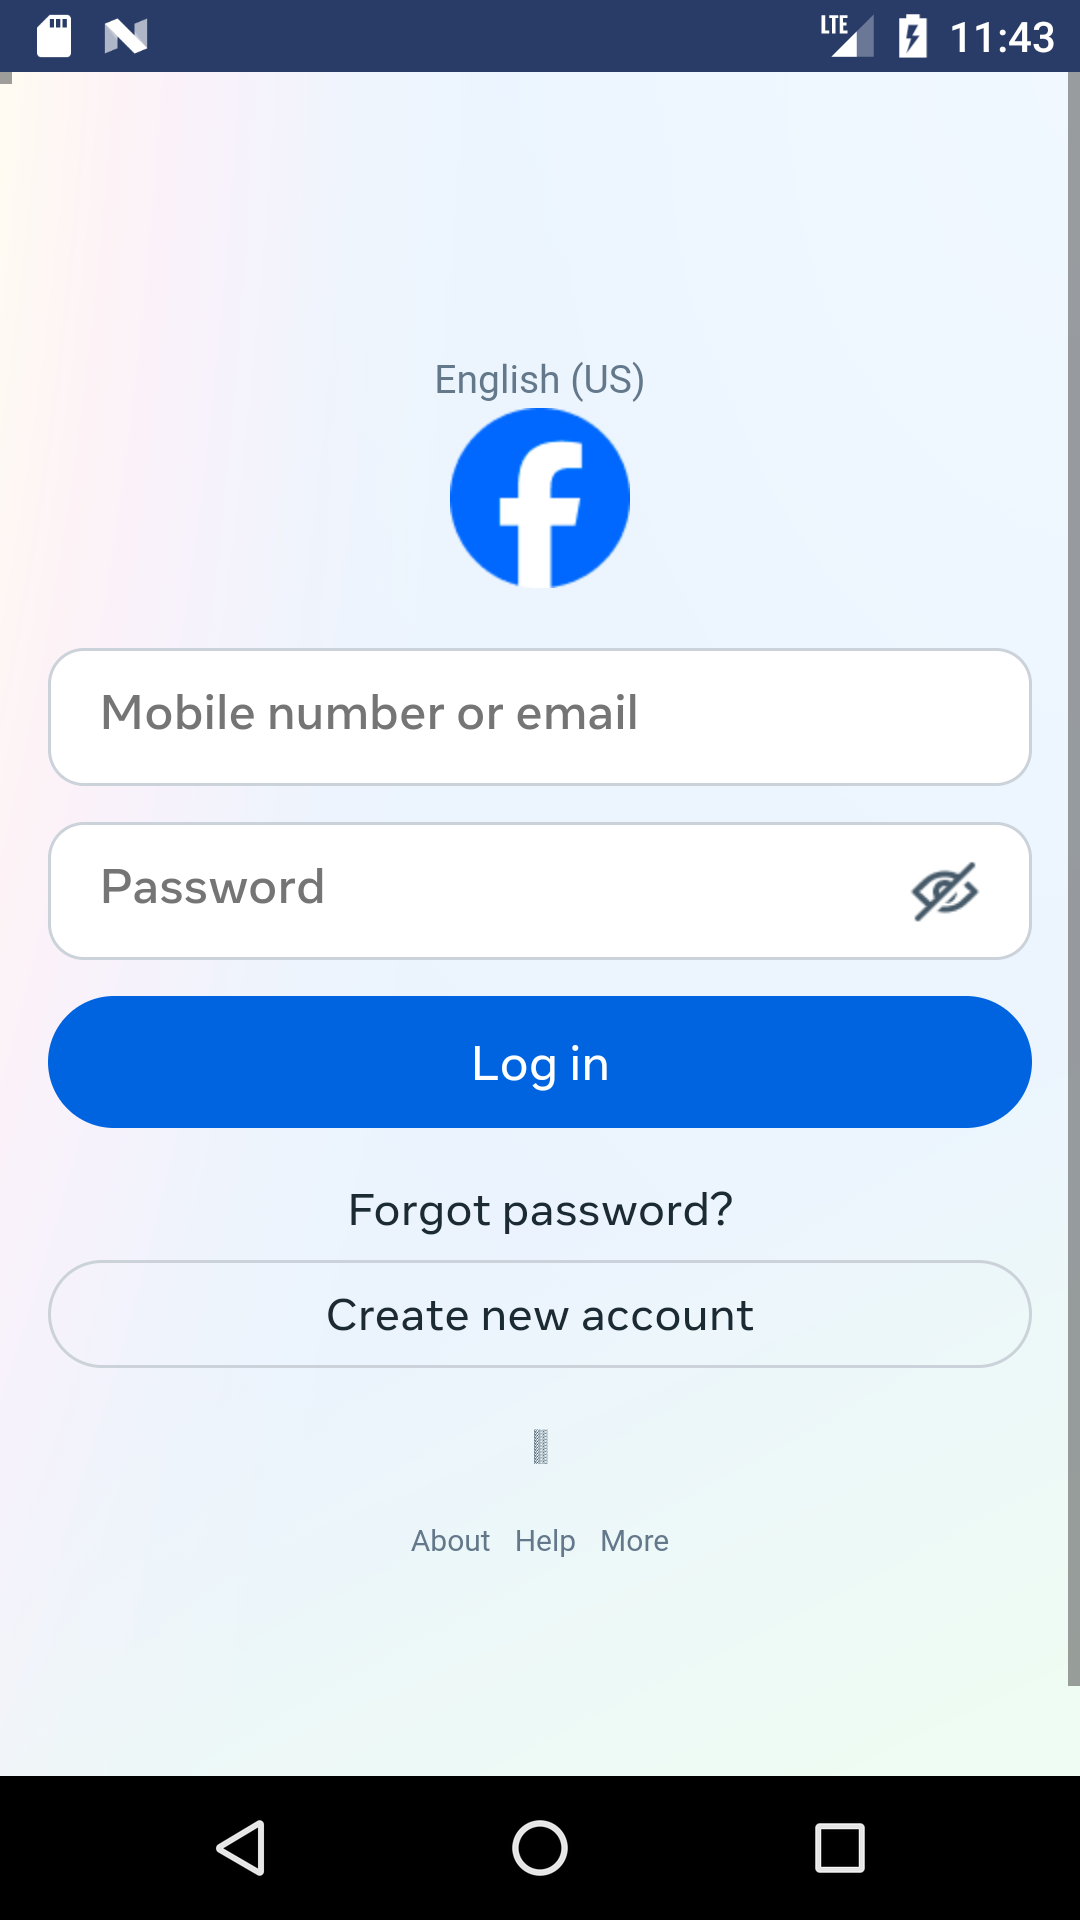 LTE 11:43
English (US)
Mobile number or email
Password
Log in
Forgot password?
Create new account
About Help More